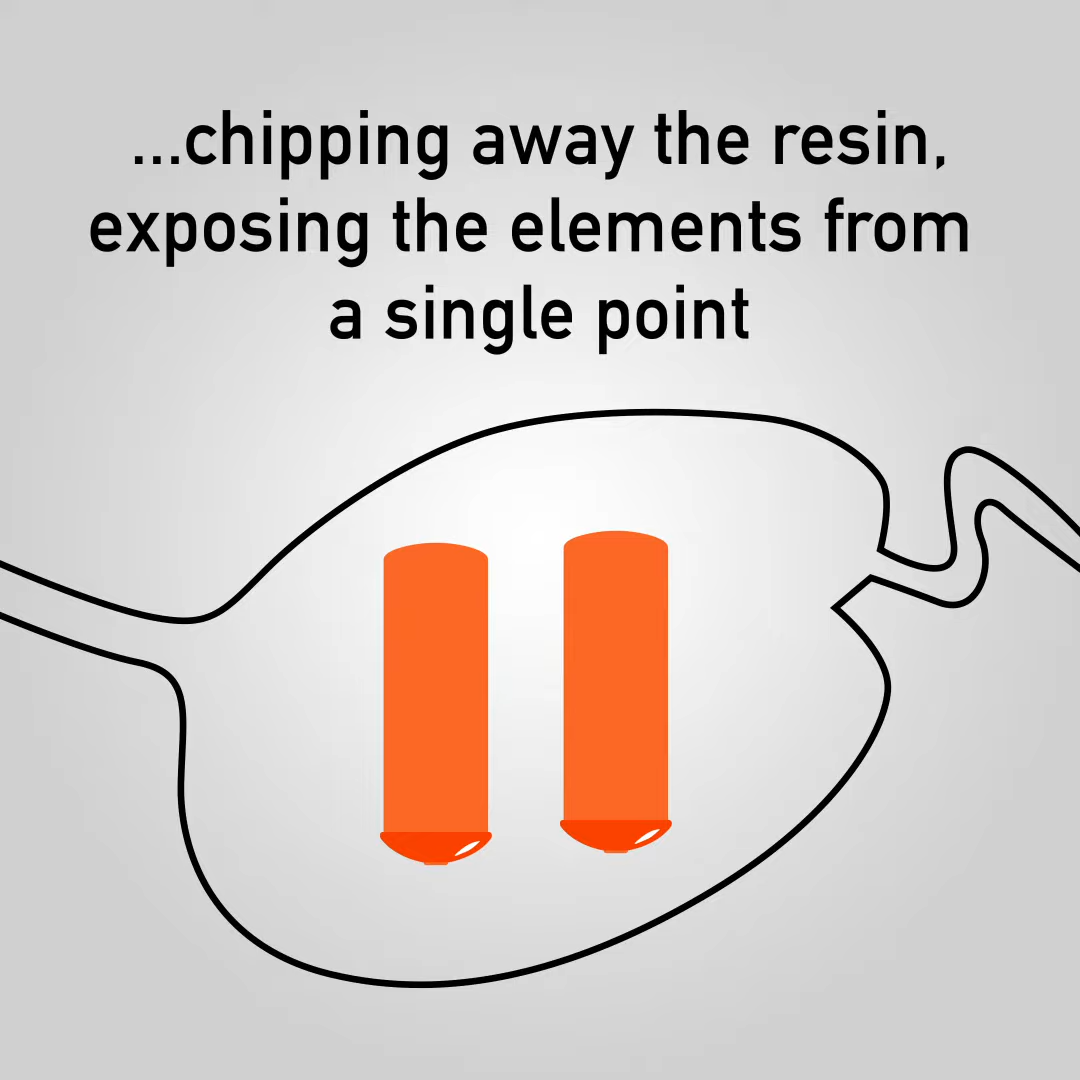 ...chipping away the resin,
exposing the elements from
a single point